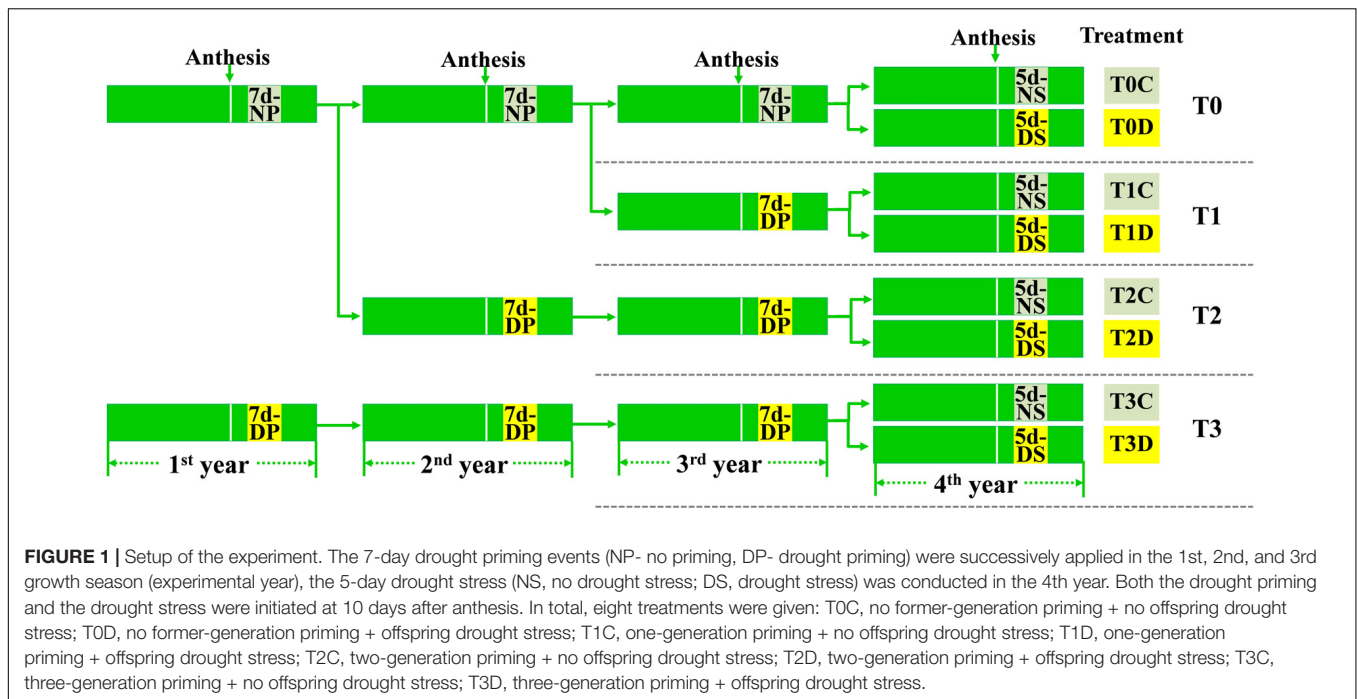 Anthesis Anthesis Anthesis Anthesis Treatment
7d-
NP
7d-
NP
7d-
NP
5d-
NS
T0C
5d-
DS
T0D
T0
7d-
DP
5d-
NS
T1C
5d-
DS
T1D
T1
7d-
DP
7d-
DP
5d-
NS
T2C
5d-
DS
T2D
T2
7d-
DP
7d-
DP
7d-
DP
5d-
NS
T3C
5d-
DS
T3D
T3
1st year 2nd year 3rd year 4th year
FIGURE 1 | Setup of the experiment. The 7-day drought priming events (NP- no priming, DP- drought priming) were successively applied in the 1st, 2nd, and 3rd
growth season (experimental year), the 5-day drought stress (NS, no drought stress; DS, drought stress) was conducted in the 4th year. Both the drought priming
and the drought stress were initiated at 10 days after anthesis. In total, eight treatments were given: T0C, no former-generation priming + no offspring drought
stress; T0D, no former-generation priming + offspring drought stress; T1C, one-generation priming + no offspring drought stress; T1D, one-generation
priming + offspring drought stress; T2C, two-generation priming + no offspring drought stress; T2D, two-generation priming + offspring drought stress; T3C,
three-generation priming + no offspring drought stress; T3D, three-generation priming + offspring drought stress.